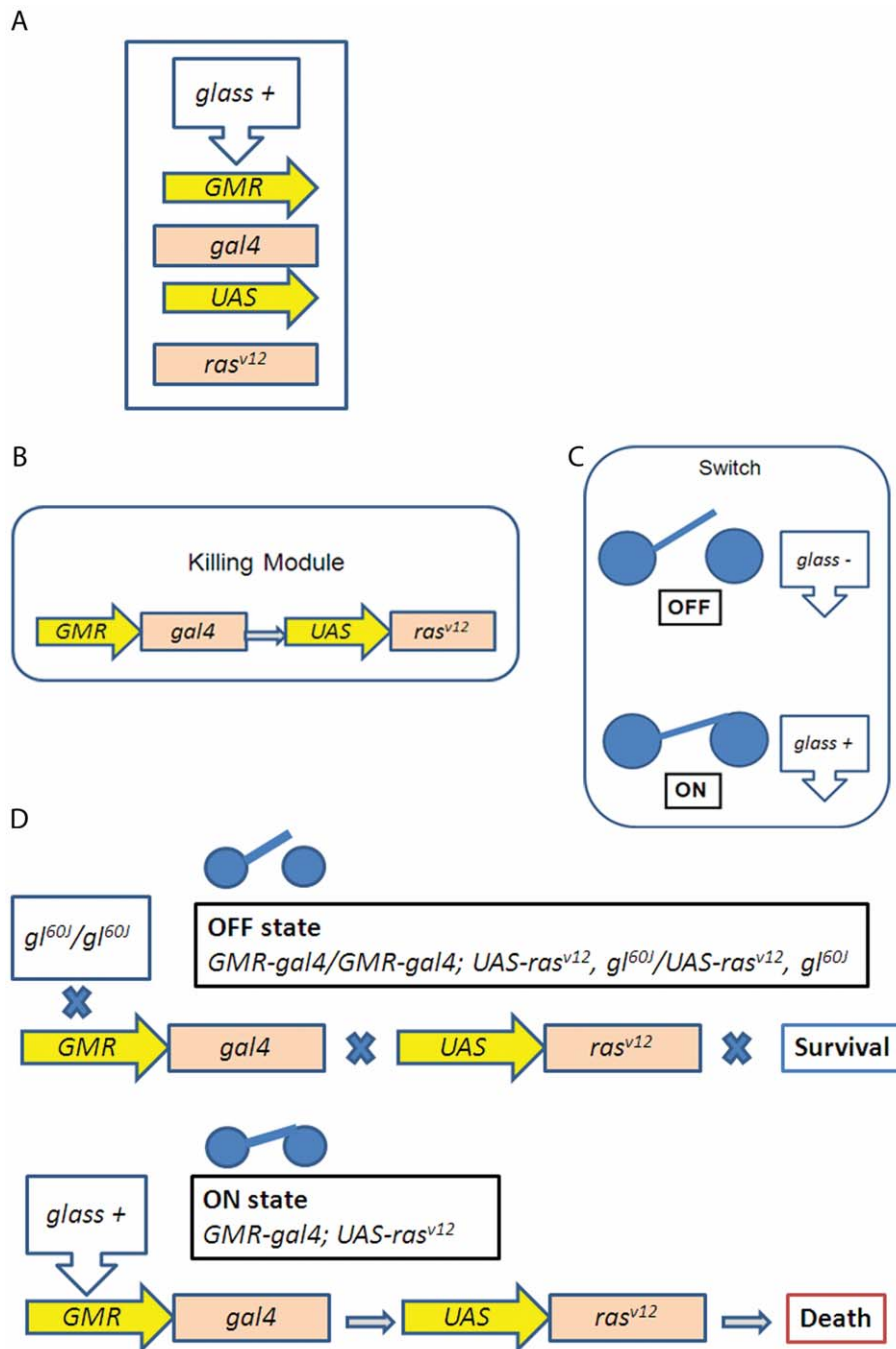 A
glass +
GMR
gal4
UAS
ras^v12
B
Killing Module
GMR gal4 UAS ras^v12
C
Switch
glass -
OFF
glass +
ON
D
gl^60J/gl^60J
OFF state
GMR-gal4/GMR-gal4; UAS-ras^v12, gl^60J/UAS-ras^v12, gl^60J
GMR gal4 UAS ras^v12 Survival
glass +
ON state
GMR-gal4; UAS-ras^v12
GMR gal4 UAS ras^v12 Death